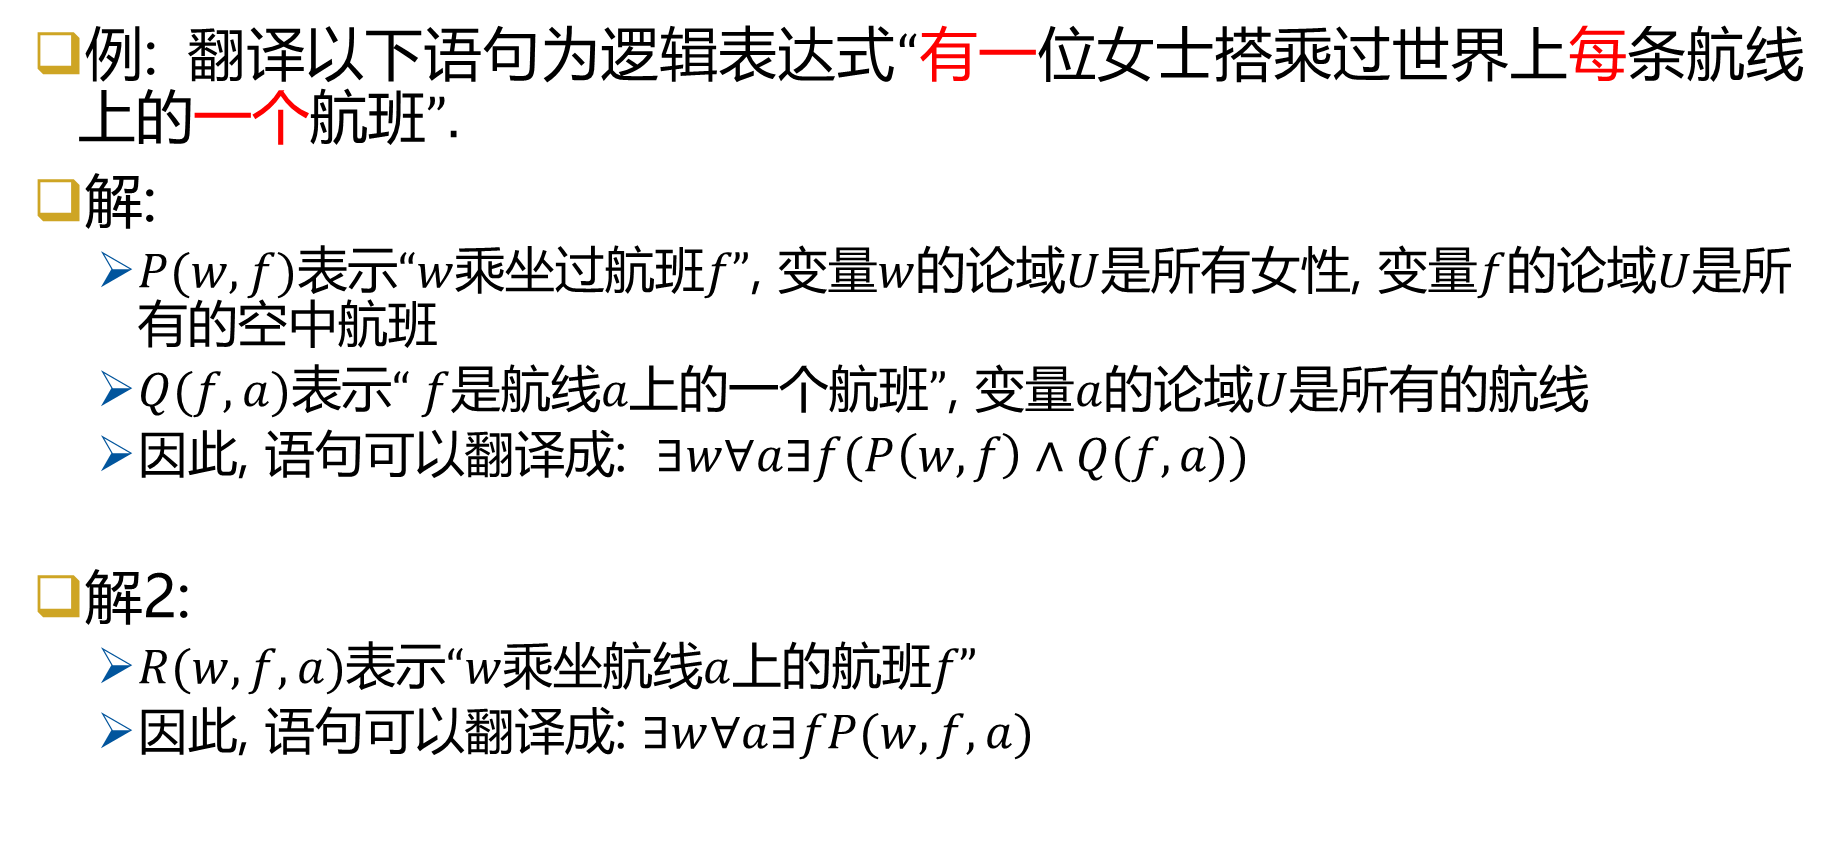 例: 翻译以下语句为逻辑表达式“有一位女士搭乘过世界上每条航线
上的一个航班”.
解:
P(w, f)表示“w乘坐过航班f”, 变量w的论域U是所有女性, 变量f的论域U是所
有的空中航班
Q(f, a)表示“ f是航线a上的一个航班”, 变量a的论域U是所有的航线
因此, 语句可以翻译成: ∃w∀a∃f(P(w, f) ∧ Q(f, a))
解2:
R(w, f, a)表示“w乘坐航线a上的航班f”
因此, 语句可以翻译成: ∃w∀a∃fP(w, f, a)